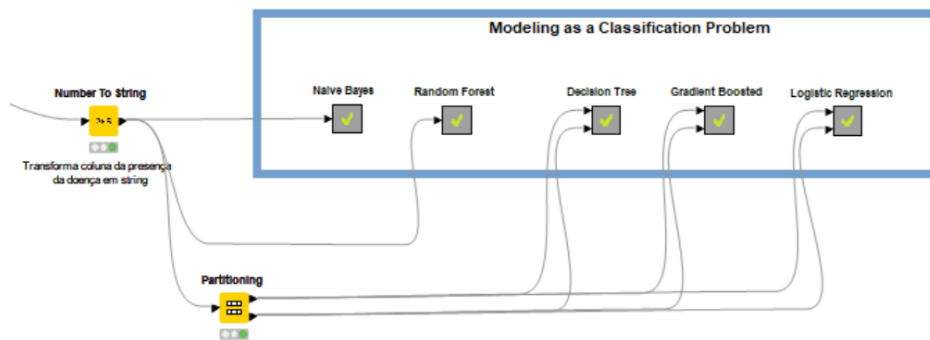 Modeling as a Classification Problem
Number To String
Naive Bayes
Random Forest
Decision Tree
Gradient Boosted
Logistic Regression
Transforma coluna da presença
da doença em string
Partitioning